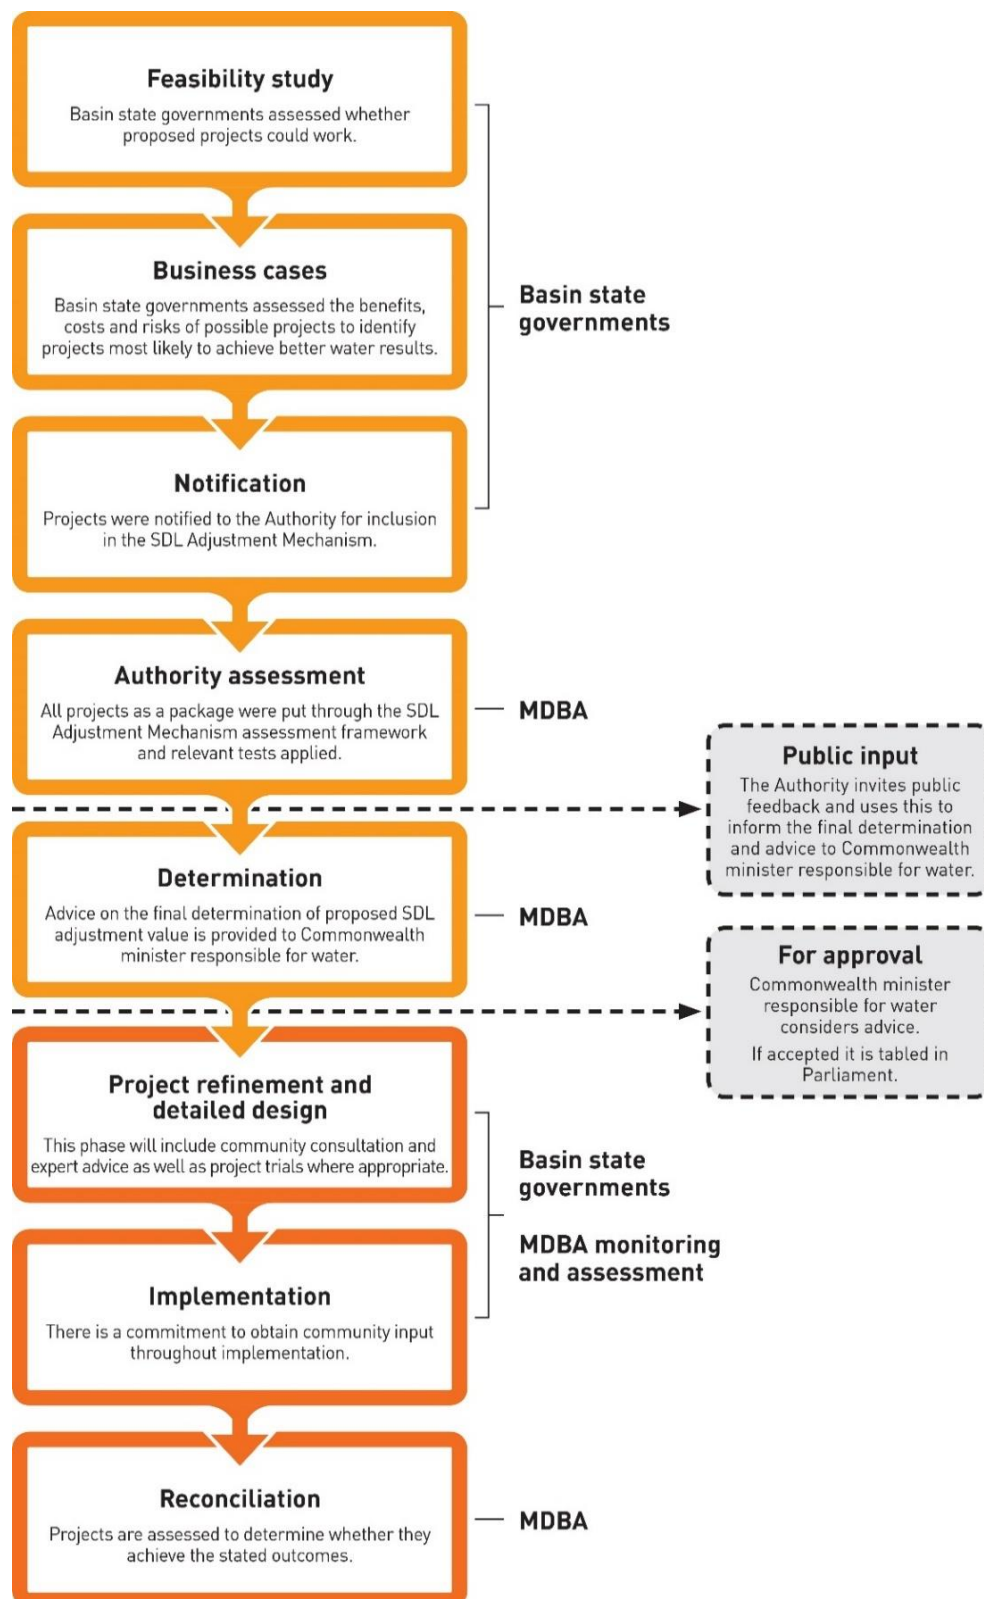 Feasibility study
Basin state governments assessed whether
proposed projects could work.
Business cases
Basin state governments assessed the benefits,
costs and risks of possible projects to identify
projects most likely to achieve better water results.
Notification
Projects were notified to the Authority for inclusion
in the SDL Adjustment Mechanism.
Basin state
governments
Authority assessment
All projects as a package were put through the SDL
Adjustment Mechanism assessment framework
and relevant tests applied.
MDBA
Public input
The Authority invites public
feedback and uses this to
inform the final determination
and advice to Commonwealth
minister responsible for water.
Determination
Advice on the final determination of proposed SDL
adjustment value is provided to Commonwealth
minister responsible for water.
MDBA
For approval
Commonwealth minister
responsible for water
considers advice.
If accepted it is tabled in
Parliament.
Project refinement and
detailed design
This phase will include community consultation and
expert advice as well as project trials where appropriate.
Implementation
There is a commitment to obtain community input
throughout implementation.
Basin state
governments
MDBA monitoring
and assessment
Reconciliation
Projects are assessed to determine whether they
achieve the stated outcomes.
MDBA